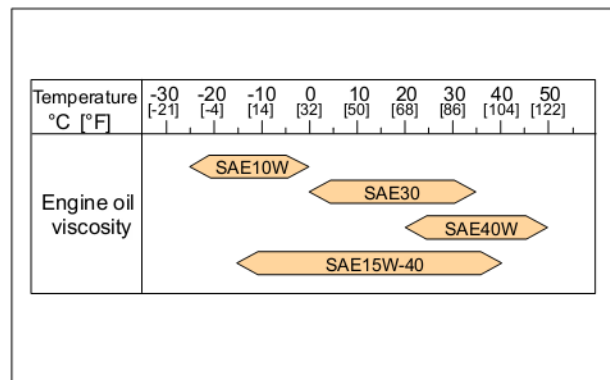 Temperature -30 -20 -10 0 10 20 30 40 50
°C [°F] [-21] [-4] [14] [32] [50] [68] [86] [104] [122]
SAE10W
SAE30
Engine oil
viscosity
SAE40W
SAE15W-40